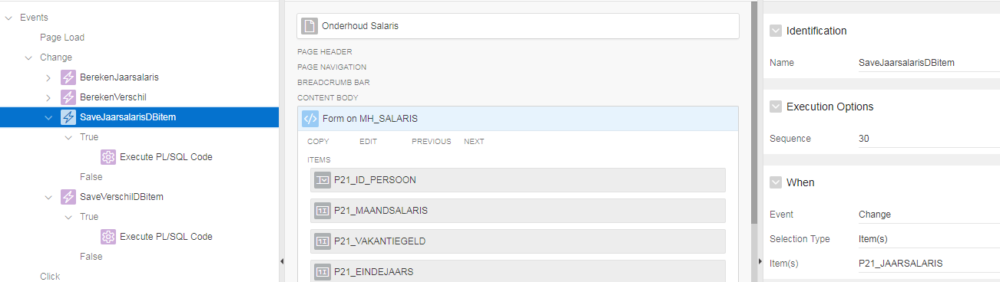 Events
Page Load
Change
BerekenJaarsalaris
BerekenVerschil
SaveJaarsalarisDBitem
True
Execute PL/SQL Code
False
SaveVerschilDBitem
True
Execute PL/SQL Code
False
Click
Onderhoud Salaris
PAGE HEADER
PAGE NAVIGATION
BREADCRUMB BAR
CONTENT BODY
Form on MH_SALARIS
COPY EDIT PREVIOUS NEXT
ITEMS
P21_ID_PERSOON
P21_MAANDSALARIS
P21_VAKANTIEGELD
P21_EINDEJAARS
Identification
Name SaveJaarsalarisDBitem
Execution Options
Sequence 30
When
Event Change
Selection Type Item(s)
Item(s) P21_JAARSALARIS